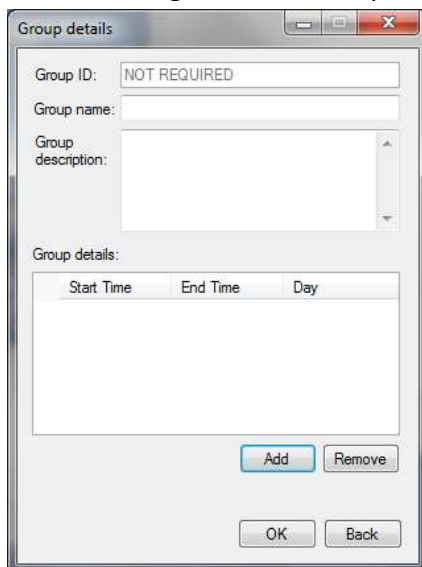 Group details
Group ID: NOT REQUIRED
Group name:
Group
description:
Group details:
Start Time End Time Day
Add Remove
OK Back